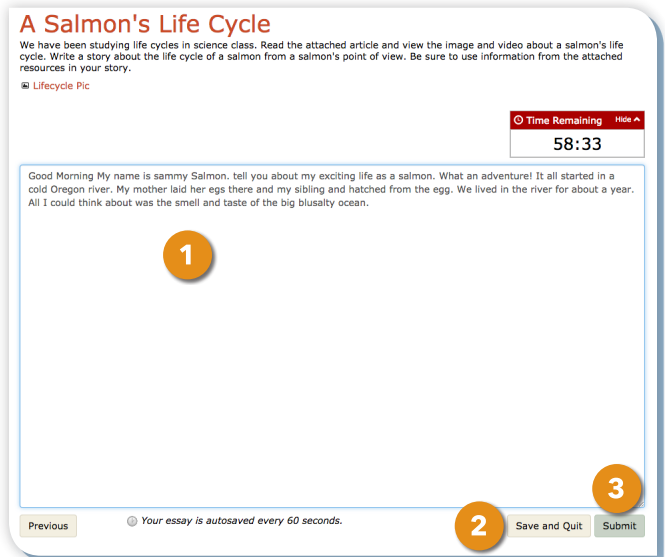 A Salmon's Life Cycle
We have been studying life cycles in science class. Read the attached article and view the image and video about a salmon's life
cycle. Write a story about the life cycle of a salmon from a salmon's point of view. Be sure to use information from the attached
resources in your story.
Lifecycle Pic
Time Remaining Hide
58:33
Good Morning My name is sammy Salmon. tell you about my exciting life as a salmon. What an adventure! It all started in a
cold Oregon river. My mother laid her egs there and my sibling and hatched from the egg. We lived in the river for about a year.
All I could think about was the smell and taste of the big blusalty ocean.
1
3
Previous
Your essay is autosaved every 60 seconds.
2
Save and Quit
Submit